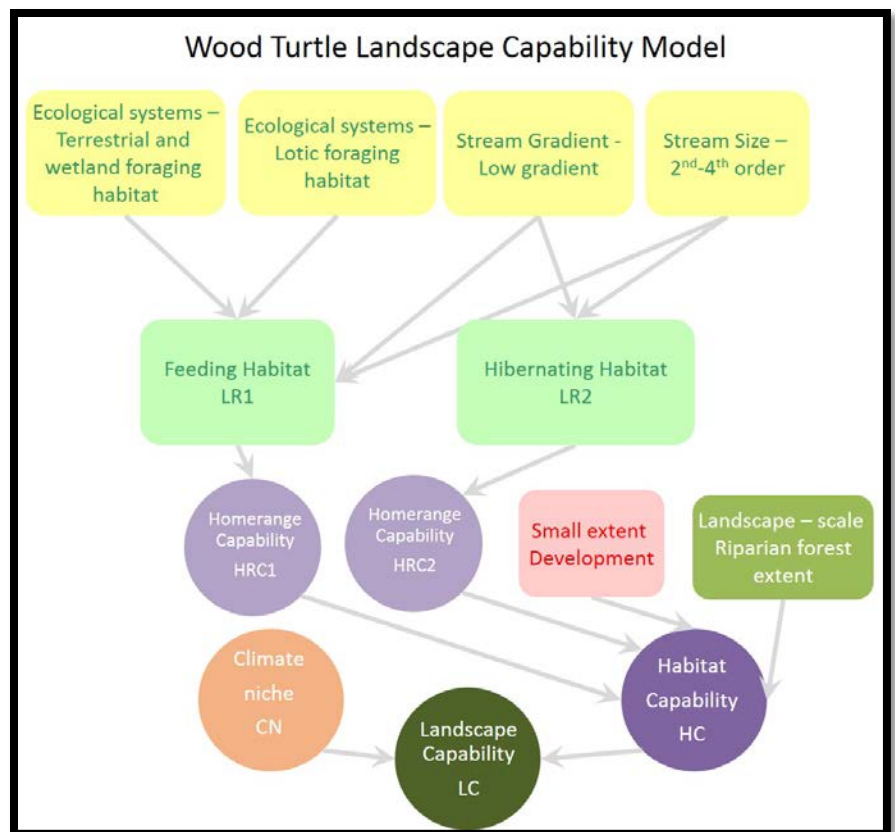 Wood Turtle Landscape Capability Model
Ecological systems –
Terrestrial and
wetland foraging
habitat
Ecological systems –
Lotic foraging
habitat
Stream Gradient -
Low gradient
Stream Size –
2nd-4th order
Feeding Habitat
LR1
Hibernating Habitat
LR2
Homerange
Capability
HRC1
Homerange
Capability
HRC2
Small extent
Development
Landscape – scale
Riparian forest
extent
Climate
niche
CN
Landscape
Capability
LC
Habitat
Capability
HC